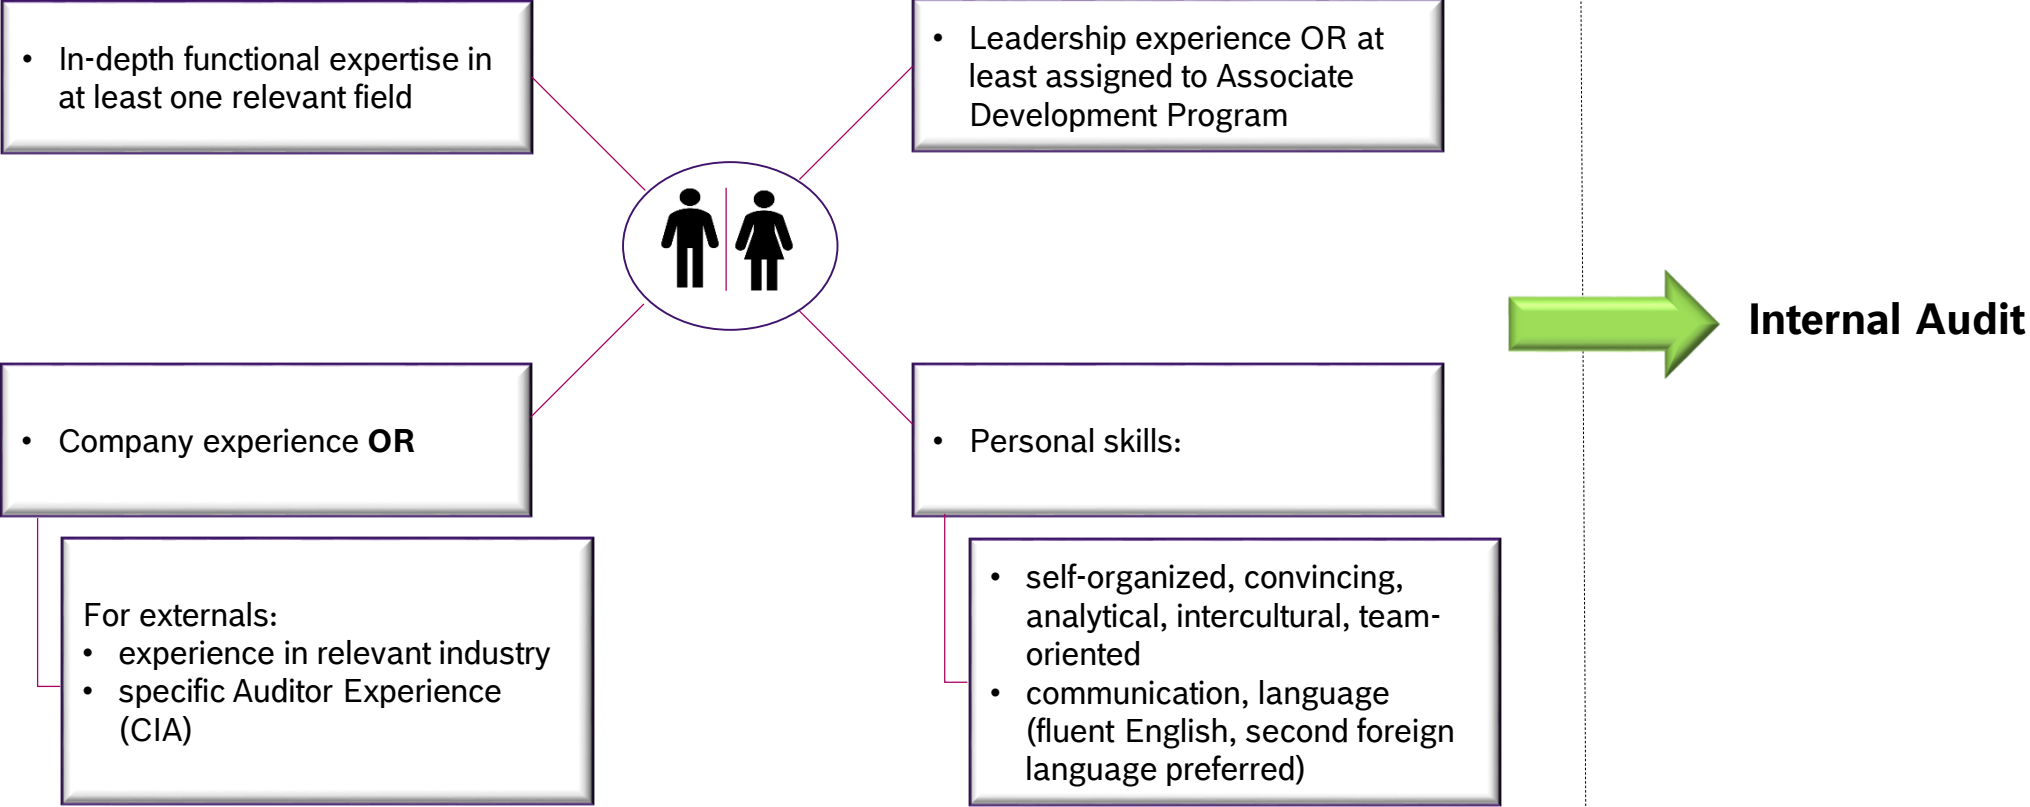 • In-depth functional expertise in
at least one relevant field
• Leadership experience OR at
least assigned to Associate
Development Program
Internal Audit
• Company experience OR
For externals:
• experience in relevant industry
• specific Auditor Experience
(CIA)
• Personal skills:
• self-organized, convincing,
analytical, intercultural, team-
oriented
• communication, language
(fluent English, second foreign
language preferred)